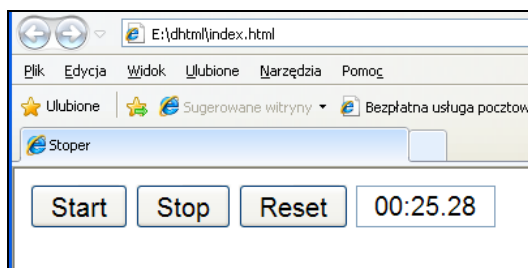 E:\dhtml\index.html
Plik Edycja Widok Ulubione Narzędzia Pomoc
Ulubione Sugerowane witryny Bezpłatna usługa pocztow
Stoper
Start Stop Reset 00:25.28